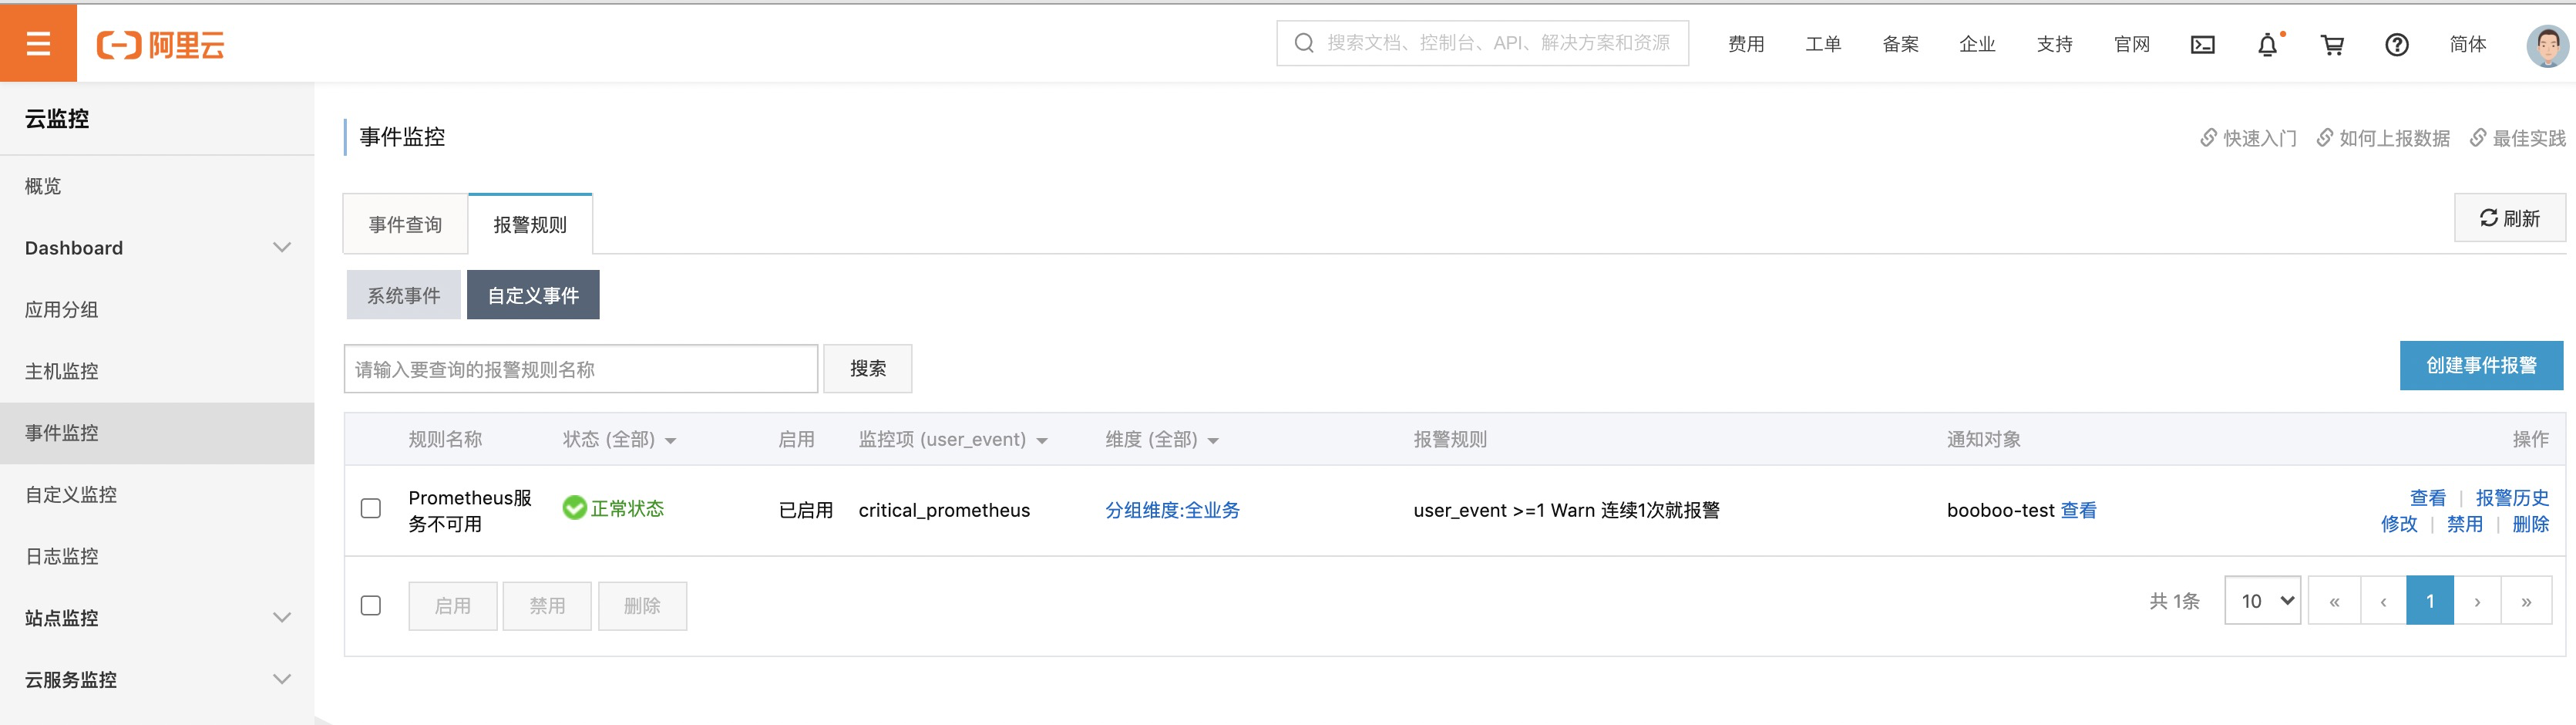 阿里云
搜索文档、控制台、API、解决方案和资源
费用 工单 备案 企业 支持 官网 简体
云监控
概览
Dashboard
应用分组
主机监控
事件监控
自定义监控
日志监控
站点监控
云服务监控
事件监控
快速入门 如何上报数据 最佳实践
事件查询 报警规则
刷新
系统事件 自定义事件
请输入要查询的报警规则名称 搜索
创建事件报警
规则名称 状态 (全部) 启用 监控项 (user_event) 维度 (全部) 报警规则 通知对象 操作
Prometheus服
务不可用
正常状态
已启用
critical_prometheus
分组维度:全业务
user_event >=1 Warn 连续1次就报警
booboo-test 查看
查看 | 报警历史
修改 | 禁用 | 删除
启用 禁用 删除
共 1条 10 « ‹ 1 › »